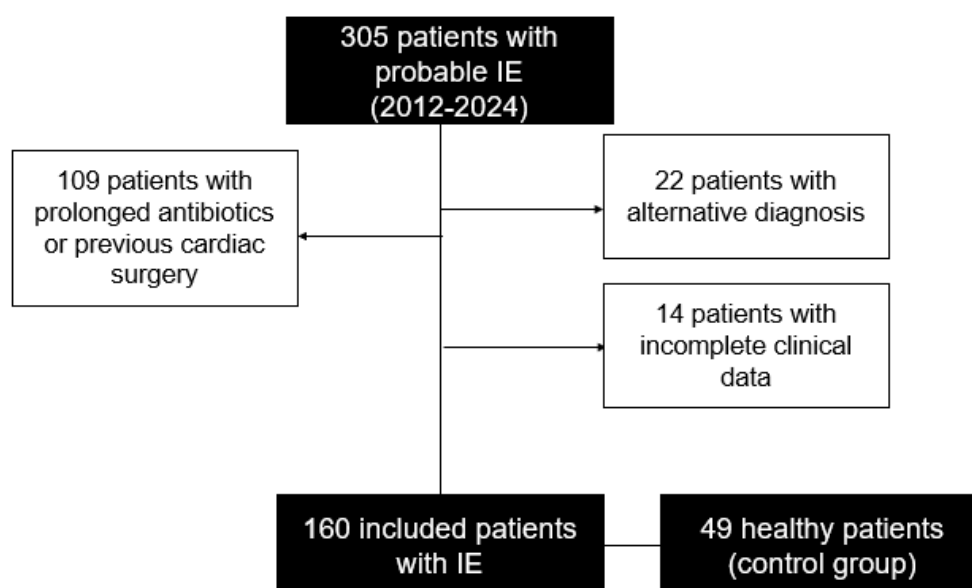 305 patients with
probable IE
(2012-2024)
109 patients with
prolonged antibiotics
or previous cardiac
surgery
22 patients with
alternative diagnosis
14 patients with
incomplete clinical
data
160 included patients
with IE
49 healthy patients
(control group)